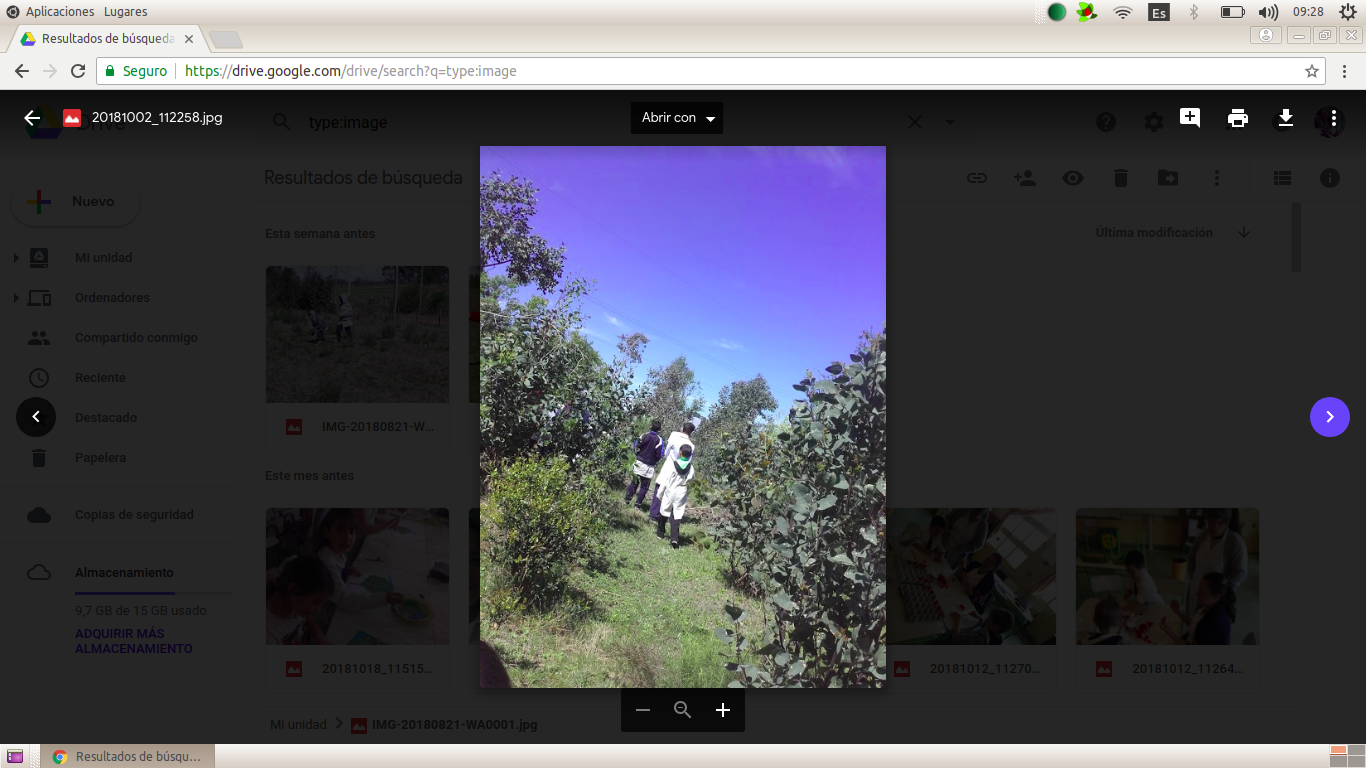 Aplicaciones Lugares
Es
09:28
Resultados de búsqueda
Seguro https://drive.google.com/drive/search?q=type:image
20181002_112258.jpg
Drive
type:image
Abrir con
Nuevo
Resultados de búsqueda
Mi unidad
Ordenadores
Compartido conmigo
Reciente
Destacado
Papelera
Copias de seguridad
Almacenamiento
9,7 GB de 15 GB usado
ADQUIRIR MÁS
ALMACENAMIENTO
Esta semana antes
Última modificación
IMG-20180821-W...
Este mes antes
20181018_11515...
20181012_11270...
20181012_11264...
Mi unidad
IMG-20180821-WA0001.jpg
Resultados de búsqu...